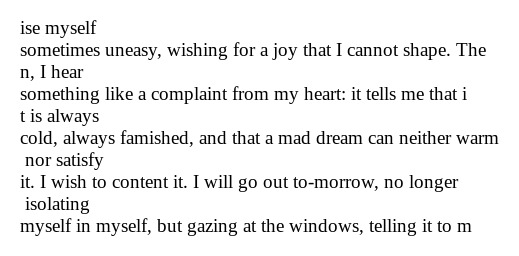 ise myself
sometimes uneasy, wishing for a joy that I cannot shape. The
n, I hear
something like a complaint from my heart: it tells me that i
t is always
cold, always famished, and that a mad dream can neither warm
nor satisfy
it. I wish to content it. I will go out to-morrow, no longer
isolating
myself in myself, but gazing at the windows, telling it to m